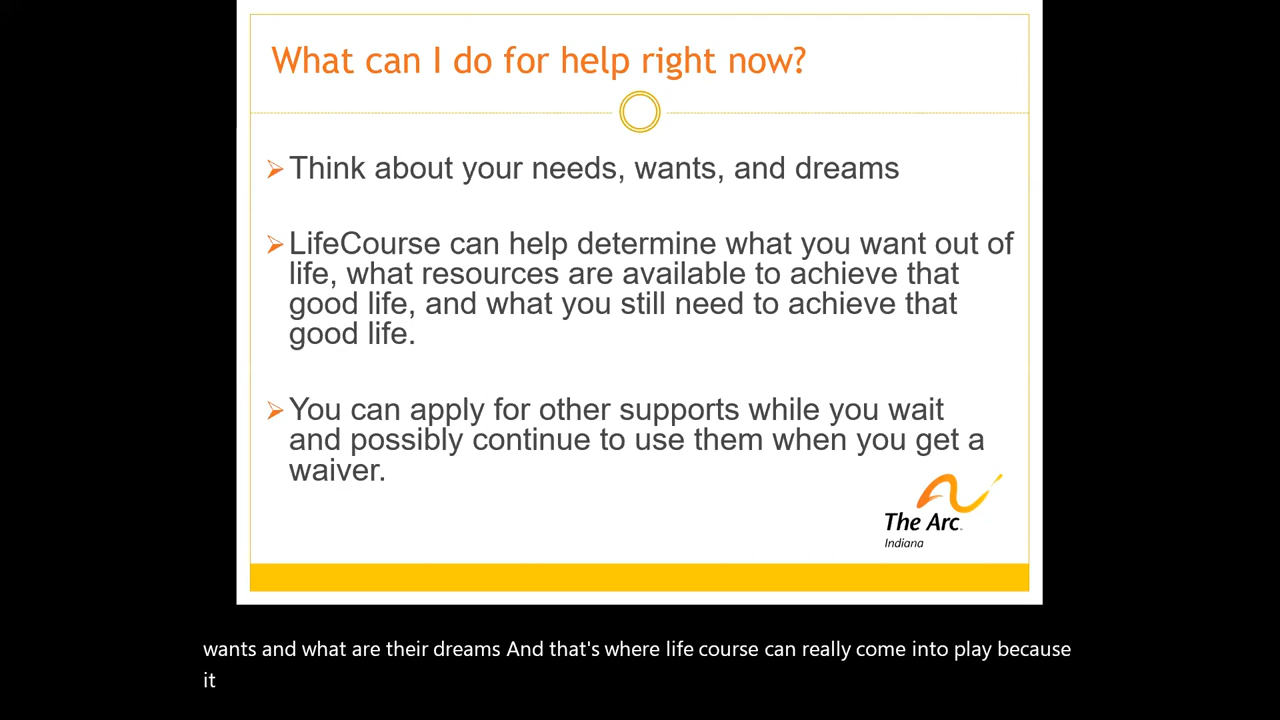 What can I do for help right now?
Think about your needs, wants, and dreams
LifeCourse can help determine what you want out of
life, what resources are available to achieve that
good life, and what you still need to achieve that
good life.
You can apply for other supports while you wait
and possibly continue to use them when you get a
waiver.
The Arc
Indiana
wants and what are their dreams And that's where life course can really come into play because
it